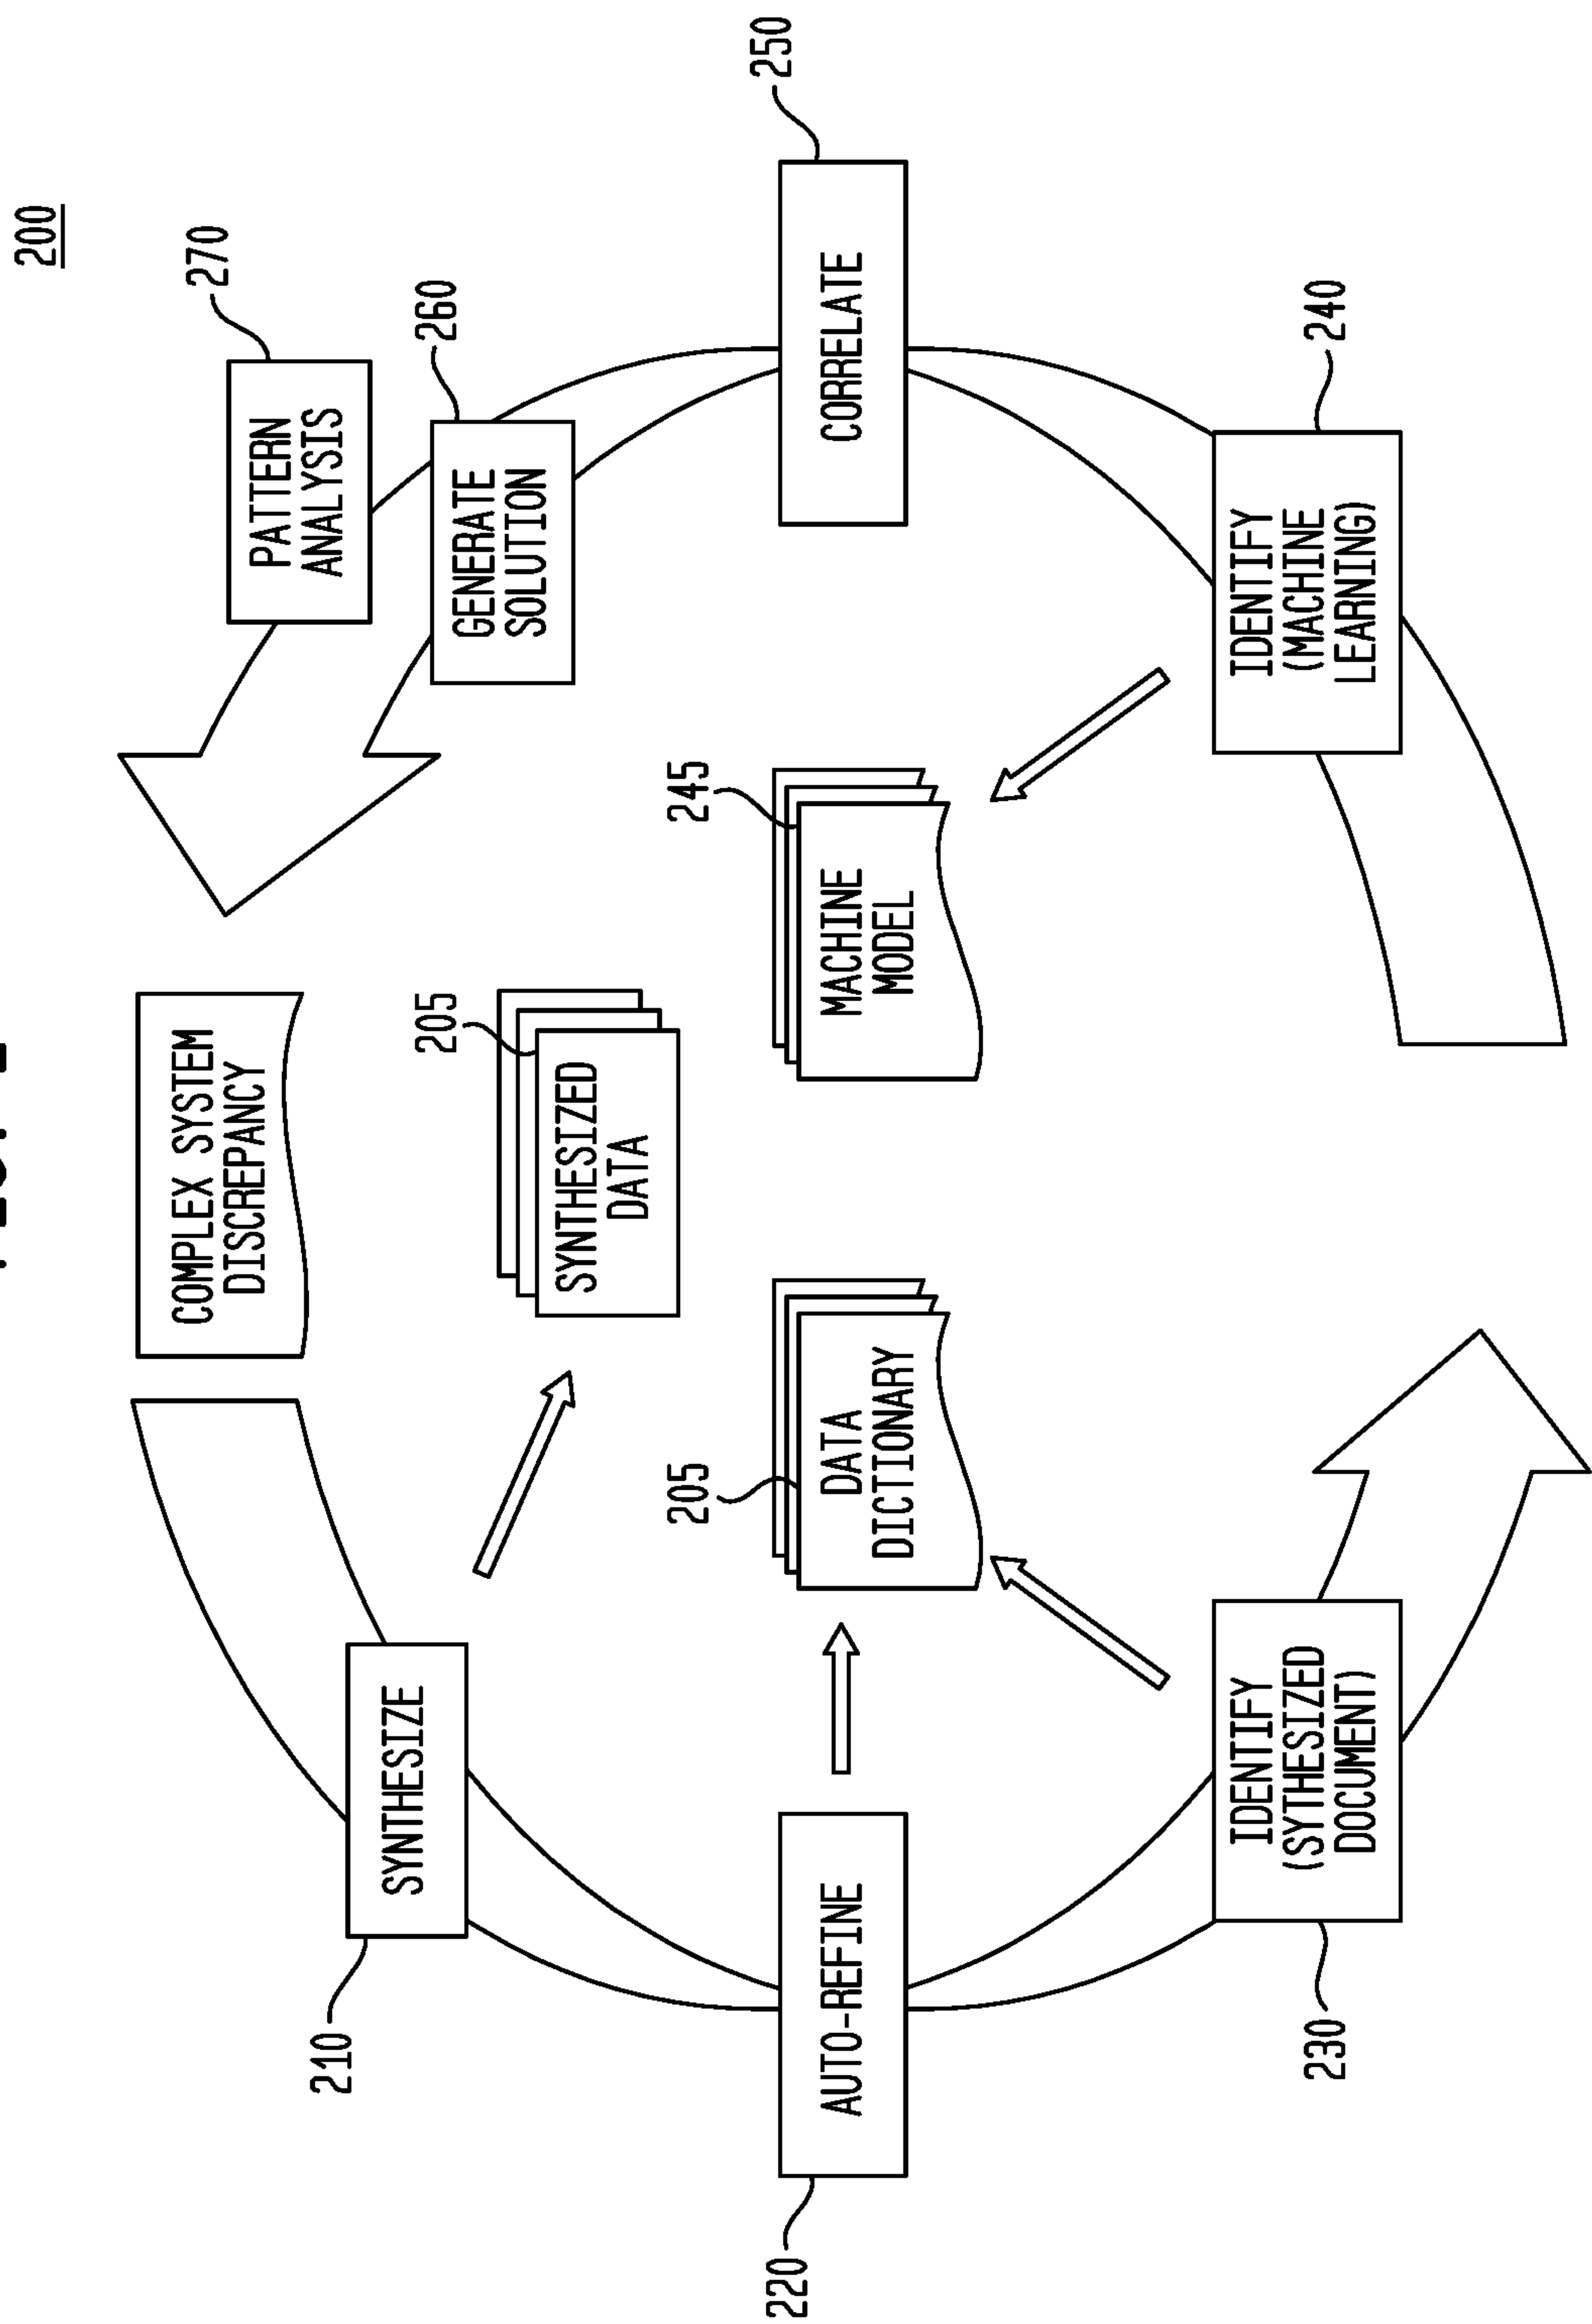 200
COMPLEX SYSTEM
DISCREPANCY
270
PATTERN
ANALYSIS
210
SYNTHESIZE
205
SYNTHESIZED
DATA
260
GENERATE
SOLUTION
220
AUTO-REFINE
205
DATA
DICTIONARY
245
MACHINE
MODEL
250
CORRELATE
230
IDENTIFY
(SYTHESIZED
DOCUMENT)
240
IDENTIFY
(MACHINE
LEARNING)